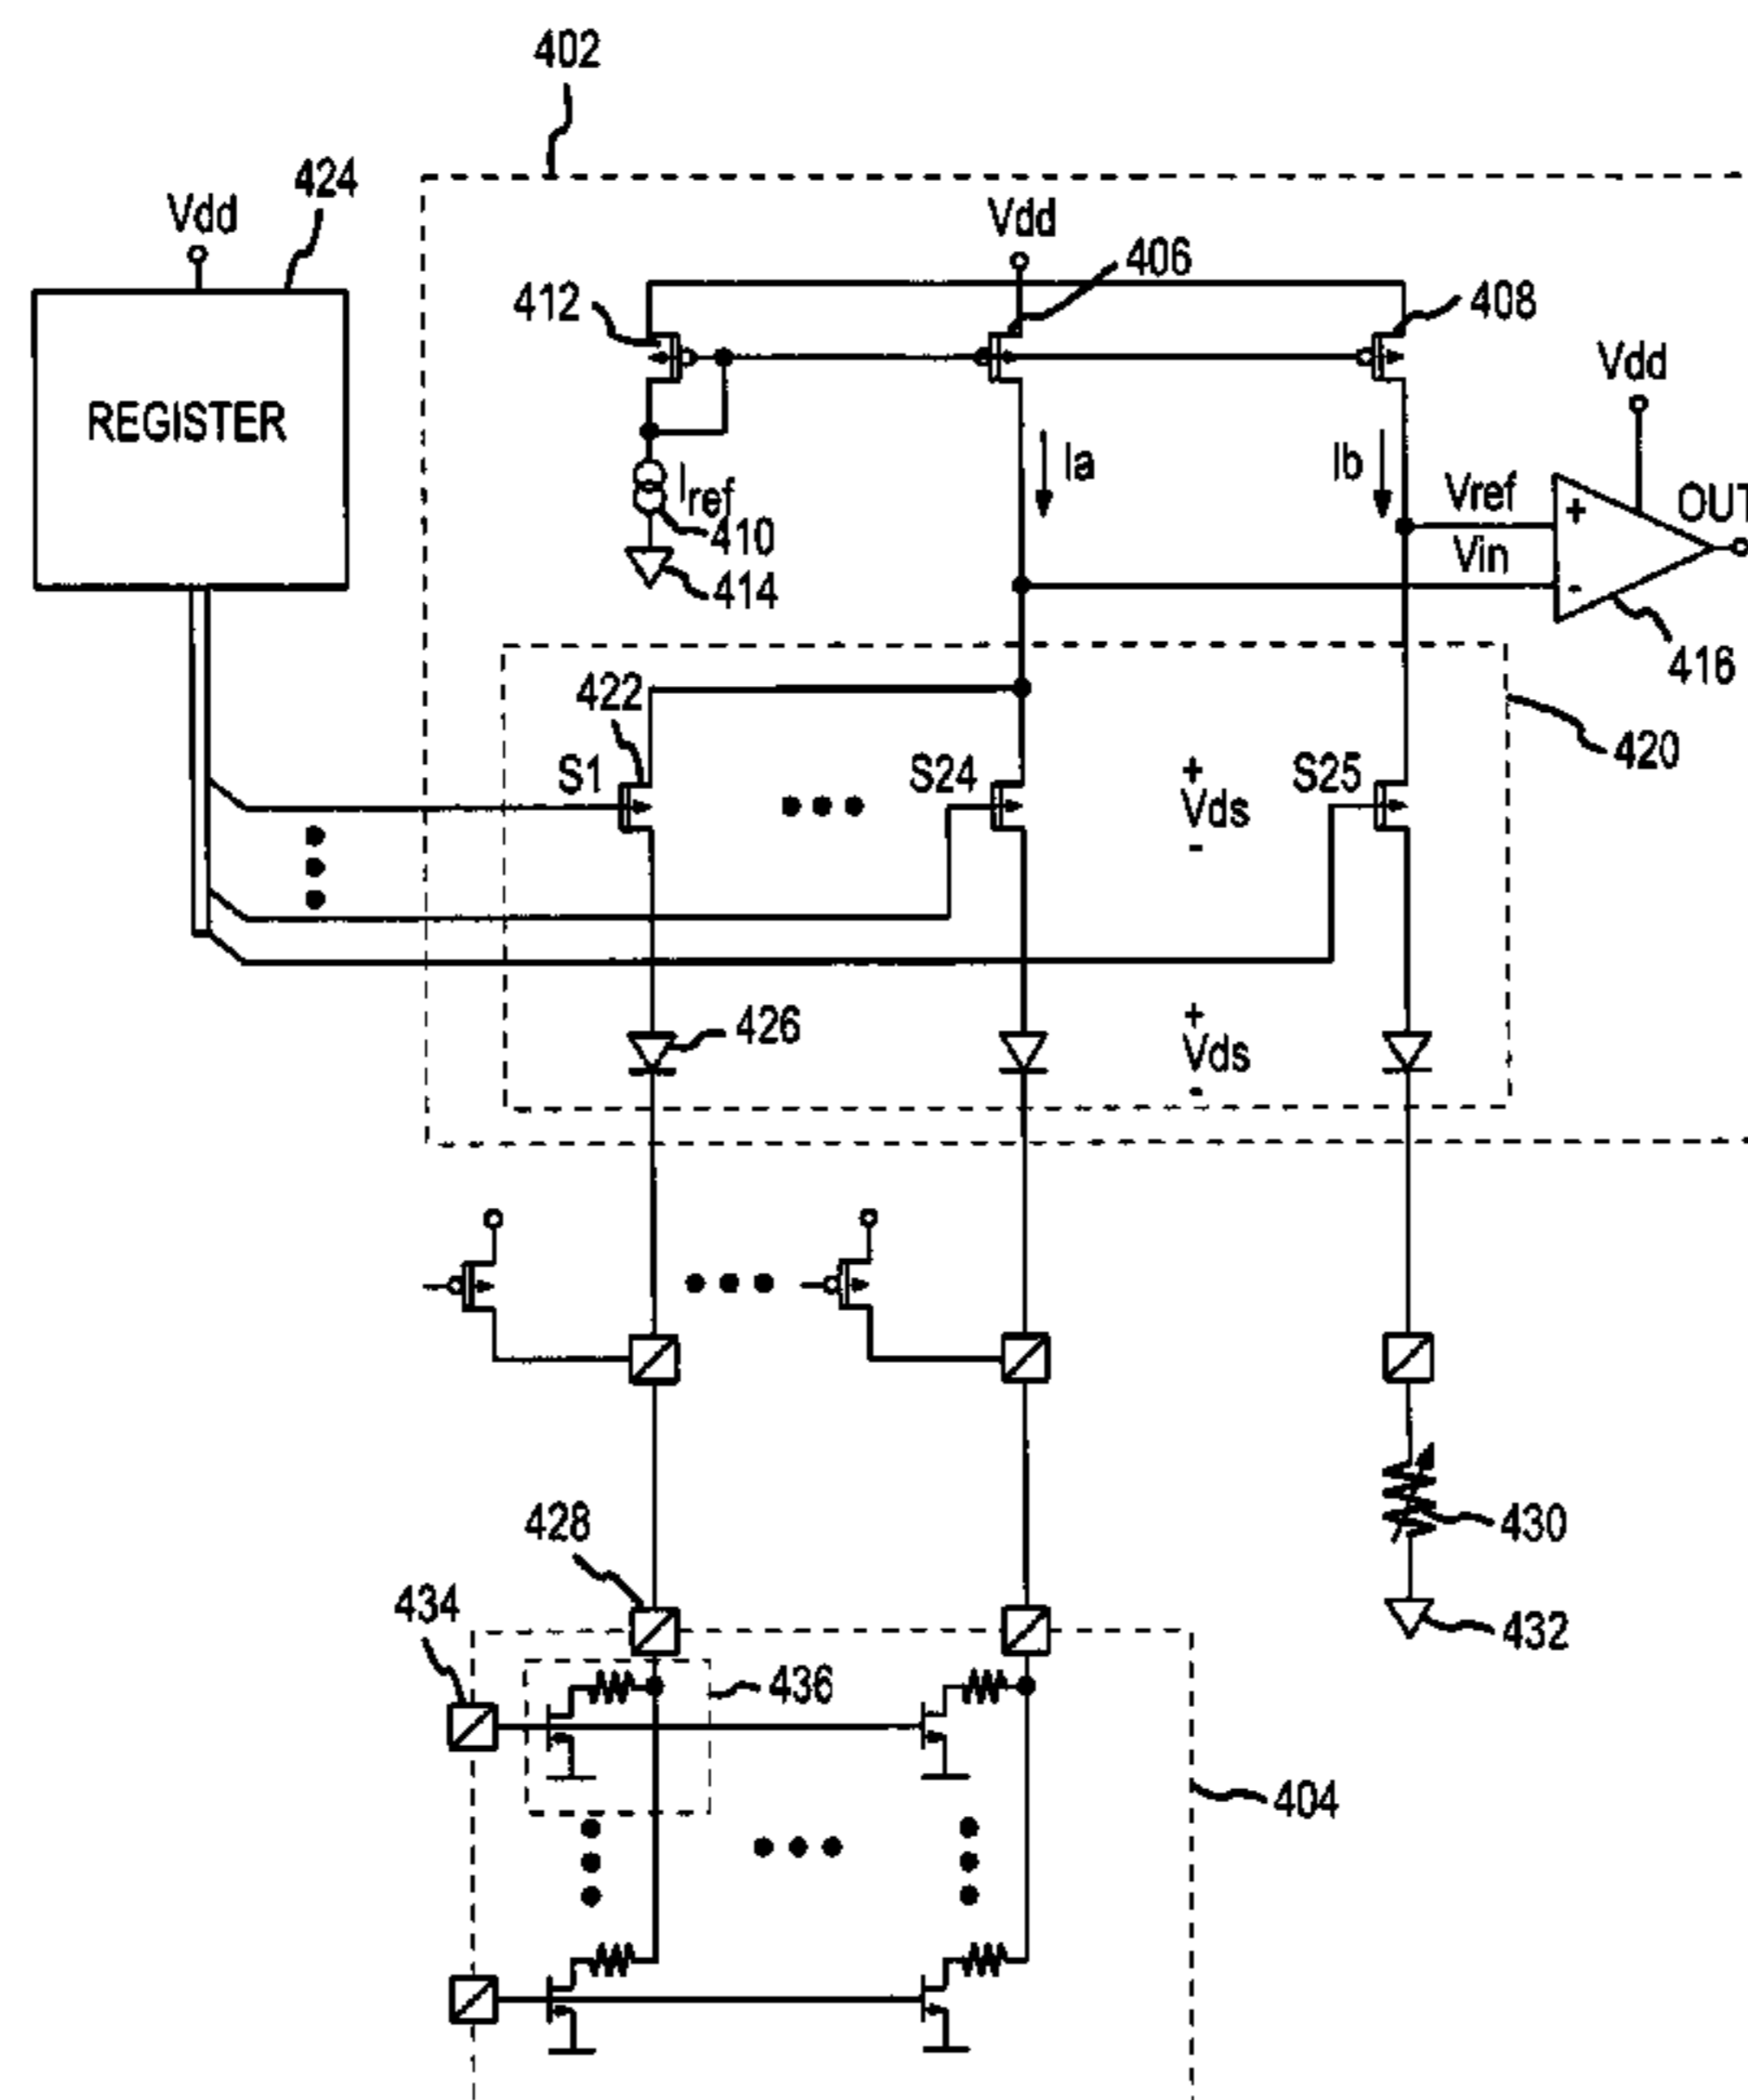 402
424
Vdd
Vdd
406
412
408
Vdd
REGISTER
Ia
Ib
Iref
Vref
OUT
+
410
Vin
-
414
416
422
420
S1
S24
+
S25
Vds
-
426
+
Vds
-
428
430
434
432
436
404